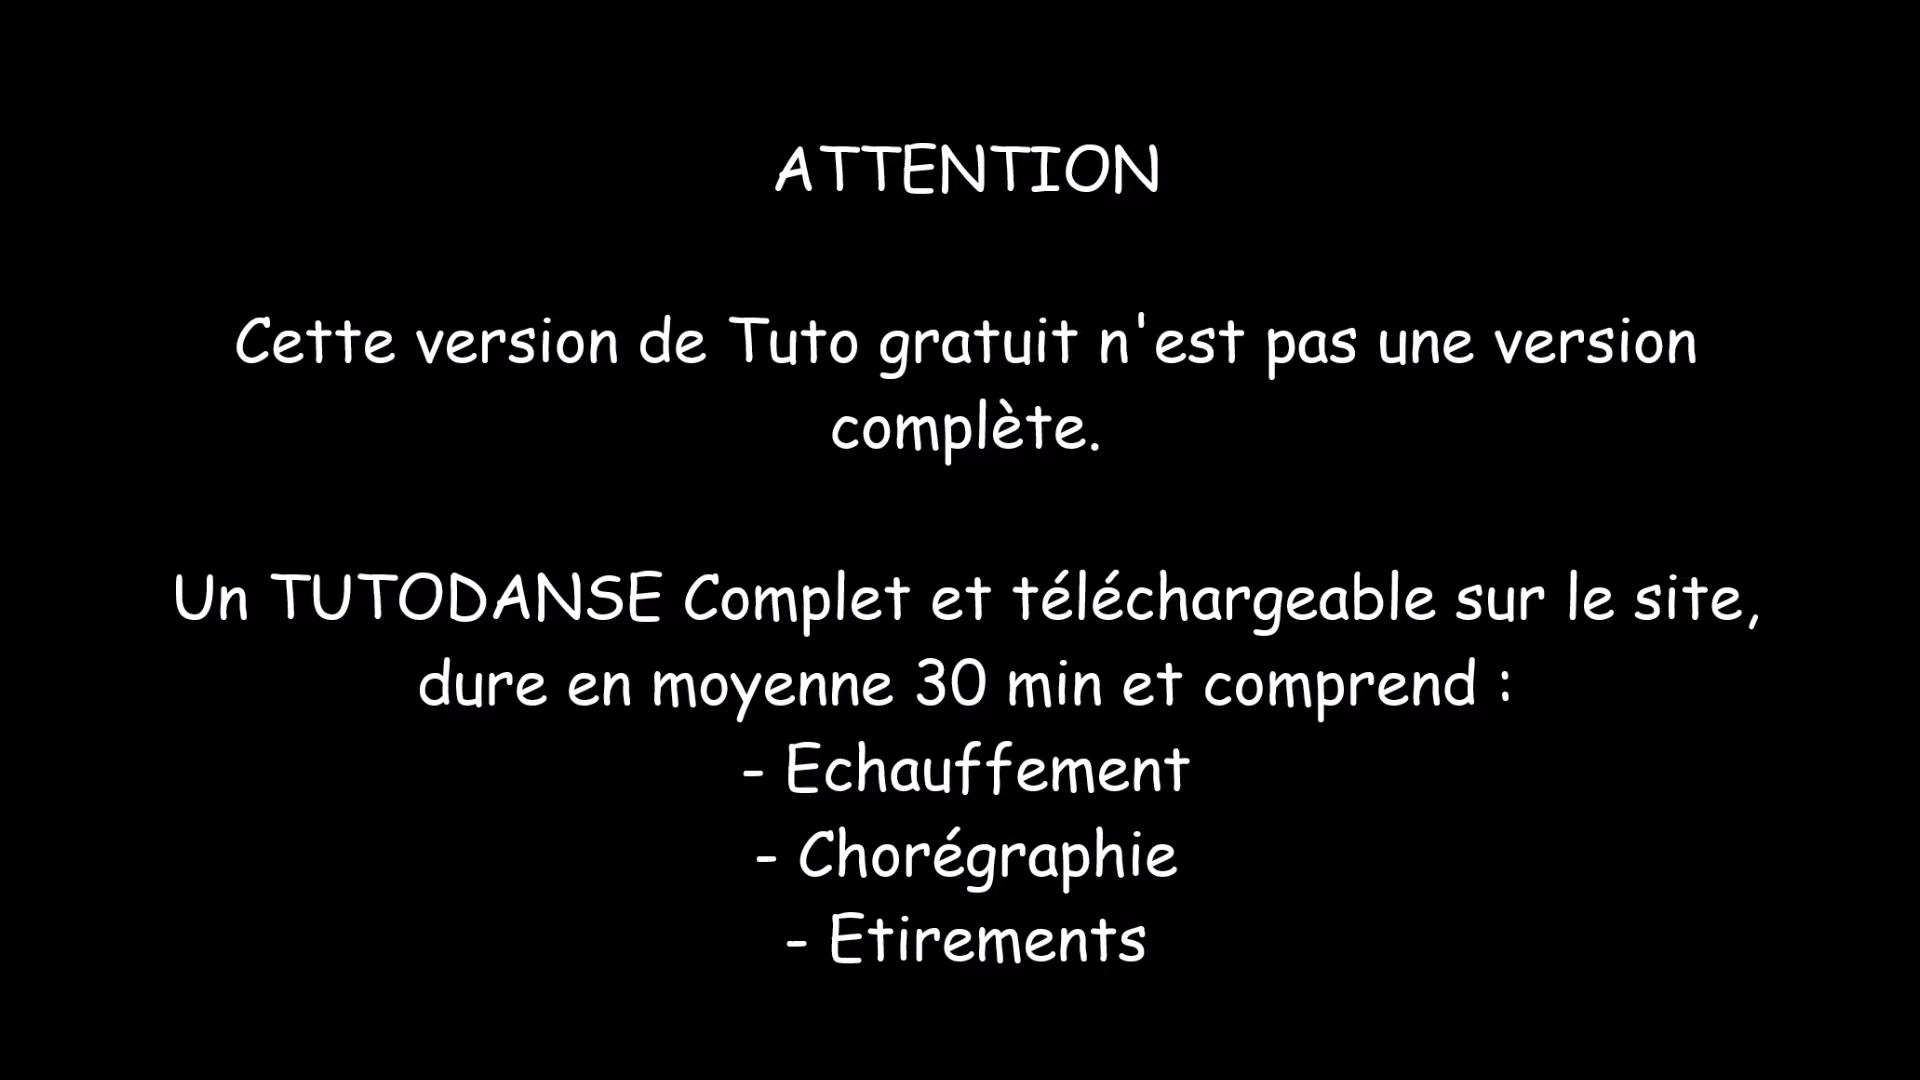 ATTENTION
Cette version de Tuto gratuit n'est pas une version
complète.
Un TUTODANSE Complet et téléchargeable sur le site,
dure en moyenne 30 min et comprend :
- Echauffement
- Chorégraphie
- Etirements